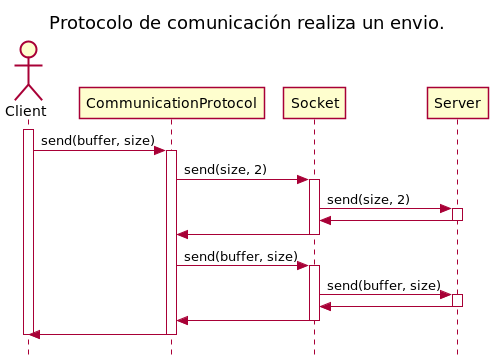 Protocolo de comunicación realiza un envio.
Client
CommunicationProtocol
Socket
Server
send(buffer, size)
send(size, 2)
send(size, 2)
send(buffer, size)
send(buffer, size)